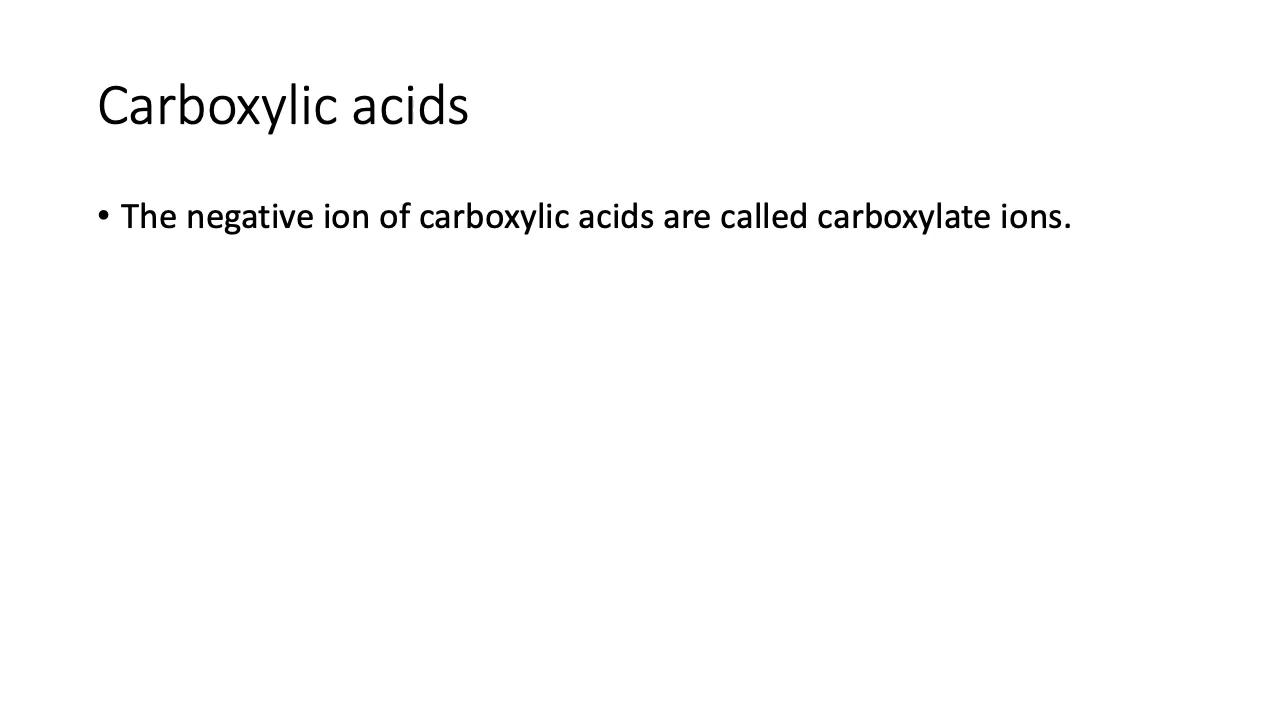 Carboxylic acids
• The negative ion of carboxylic acids are called carboxylate ions.